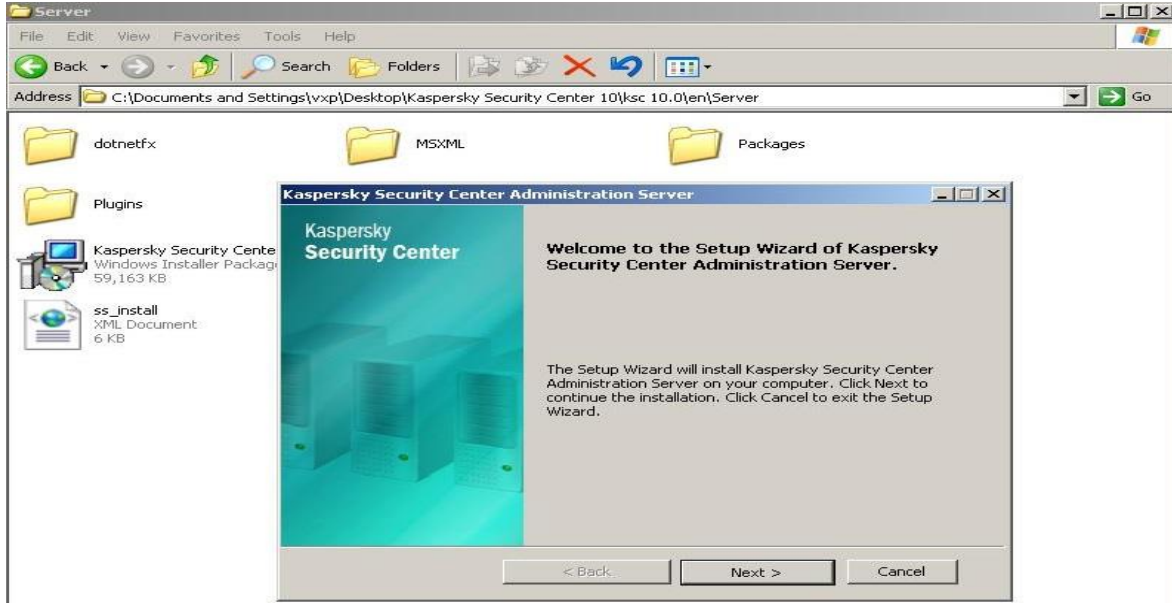 Server
File Edit View Favorites Tools Help
Back Search Folders
Address C:\Documents and Settings\vxp\Desktop\Kaspersky Security Center 10\ksc 10.0\en\Server Go
dotnetfx MSXML Packages
Plugins
Kaspersky Security Cente
Windows Installer Packag
59,163 KB
ss_install
XML Document
6 KB
Kaspersky Security Center Administration Server
Kaspersky
Security Center
Welcome to the Setup Wizard of Kaspersky
Security Center Administration Server.
The Setup Wizard will install Kaspersky Security Center
Administration Server on your computer. Click Next to
continue the installation. Click Cancel to exit the Setup
Wizard.
< Back Next > Cancel